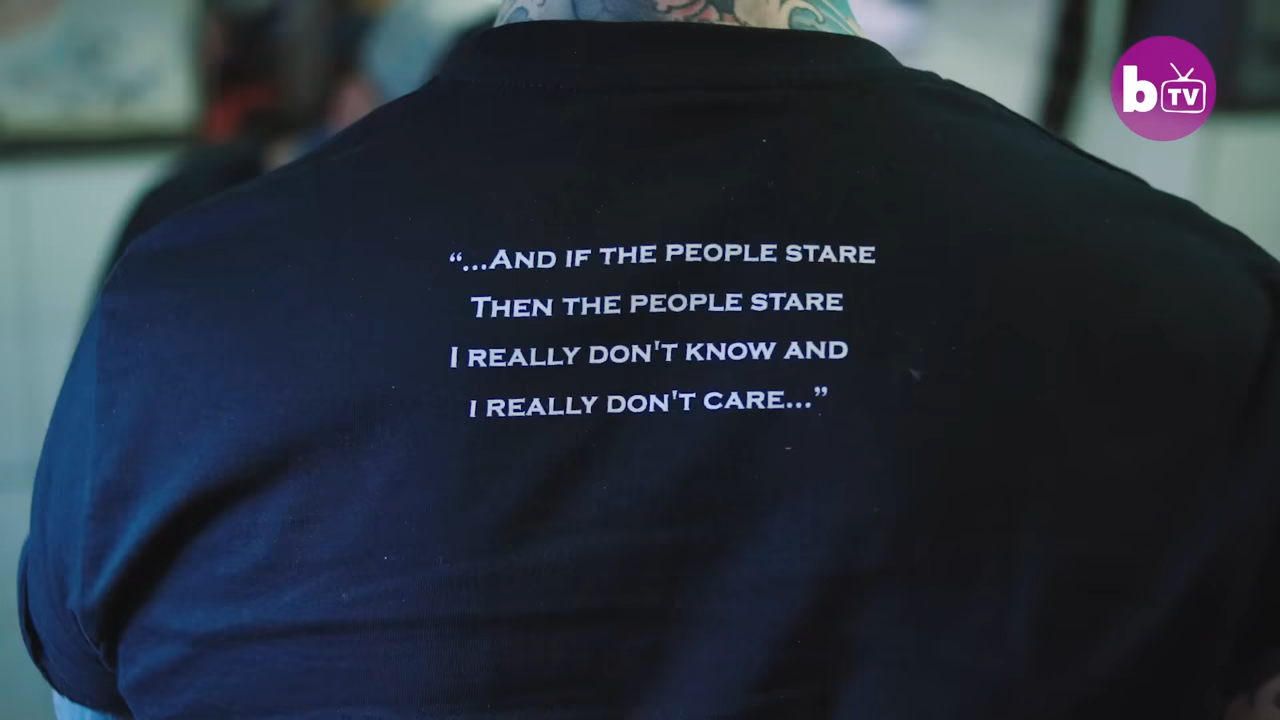 b TV
“...AND IF THE PEOPLE STARE
THEN THE PEOPLE STARE
I REALLY DON'T KNOW AND
I REALLY DON'T CARE...”